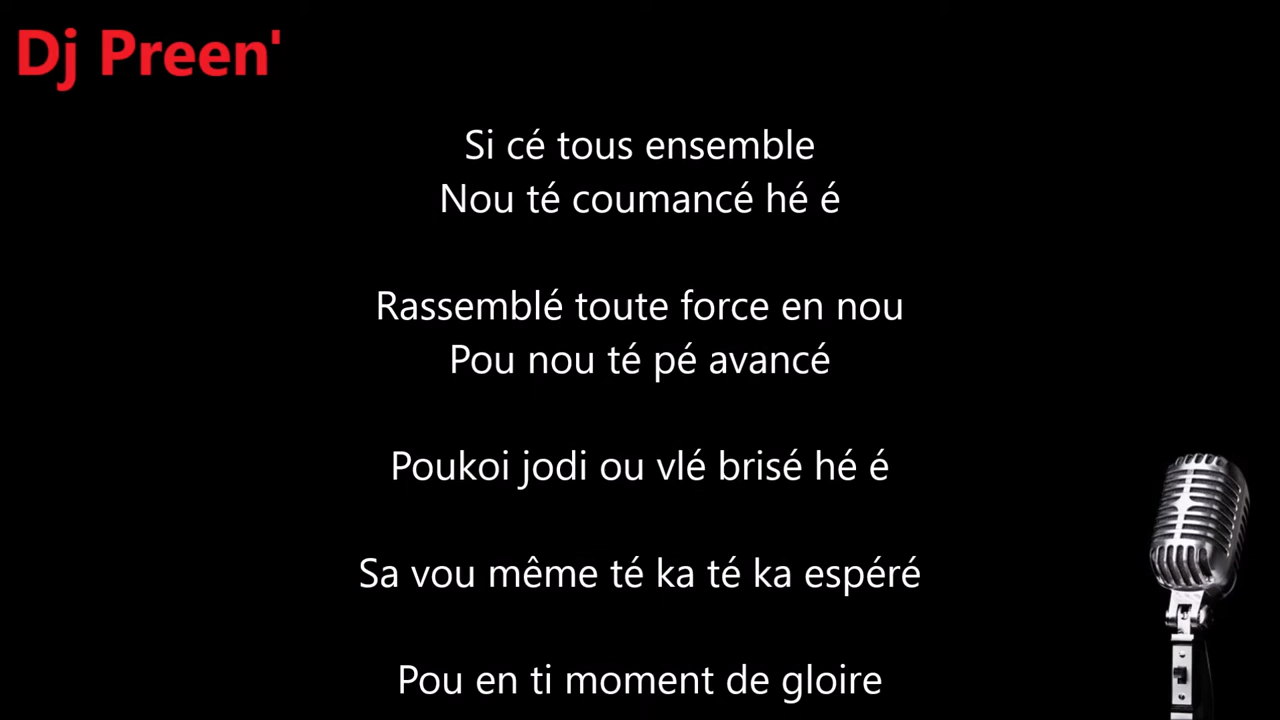 Dj Preen'
Si cé tous ensemble
Nou té coumancé hé é
Rassemblé toute force en nou
Pou nou té pé avancé
Poukoi jodi ou vlé brisé hé é
Sa vou même té ka té ka espéré
Pou en ti moment de gloire